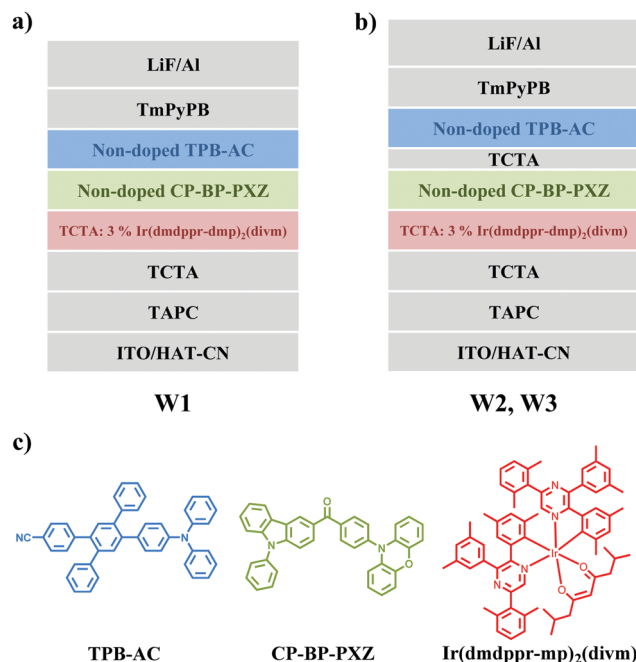 a)
LiF/Al
TmPyPB
Non-doped TPB-AC
Non-doped CP-BP-PXZ
TCTA: 3 % Ir(dmdppr-dmp)₂(divm)
TCTA
TAPC
ITO/HAT-CN
W1
b)
LiF/Al
TmPyPB
Non-doped TPB-AC
TCTA
Non-doped CP-BP-PXZ
TCTA: 3 % Ir(dmdppr-dmp)₂(divm)
TCTA
TAPC
ITO/HAT-CN
W2, W3
c)
NC
N
TPB-AC
O
N
N
O
CP-BP-PXZ
N
N
Ir
O
N
N
O
Ir(dmdppr-mp)₂(divm)